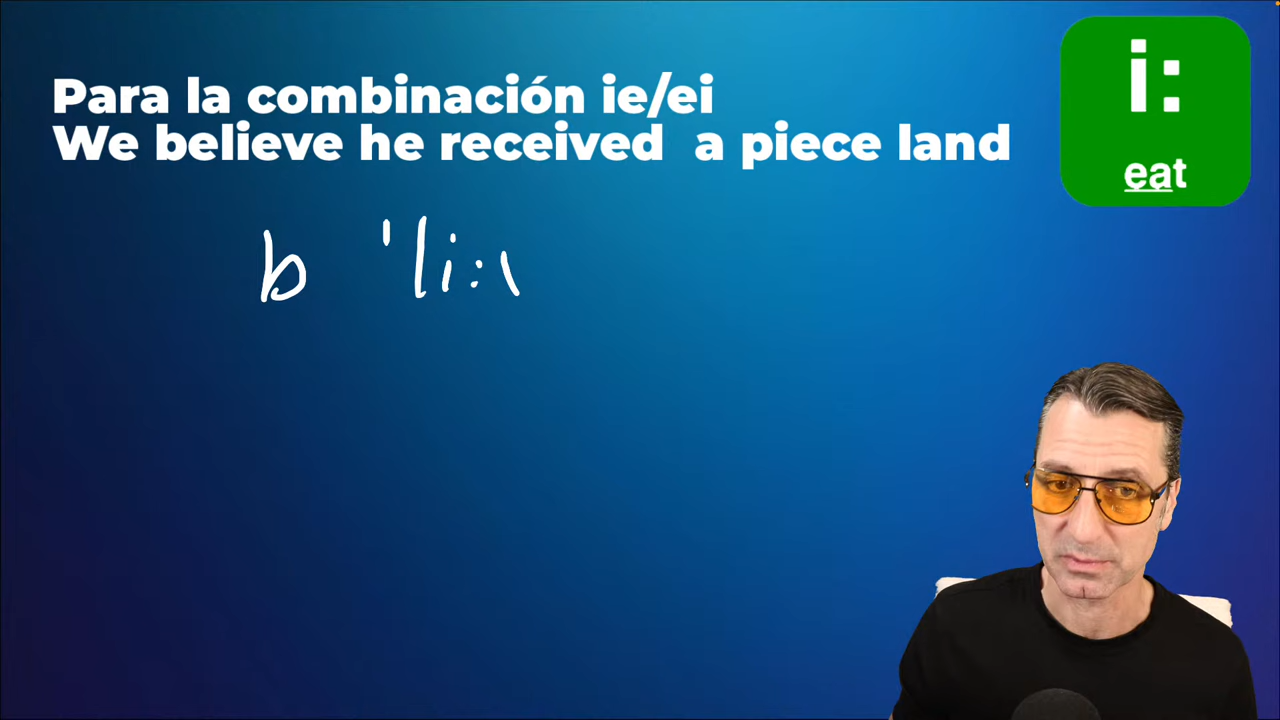 Para la combinación ie/ei
We believe he received a piece land
i:
eat
b 'li:\